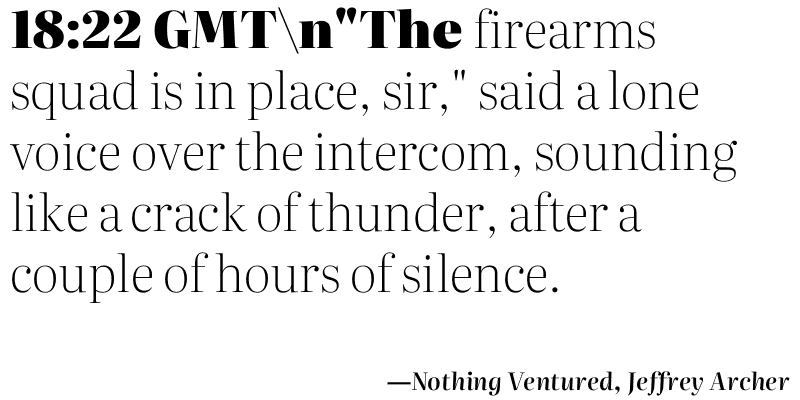 18:22 GMT\n"The firearms
squad is in place, sir," said a lone
voice over the intercom, sounding
like a crack of thunder, after a
couple of hours of silence.
—Nothing Ventured, Jeffrey Archer